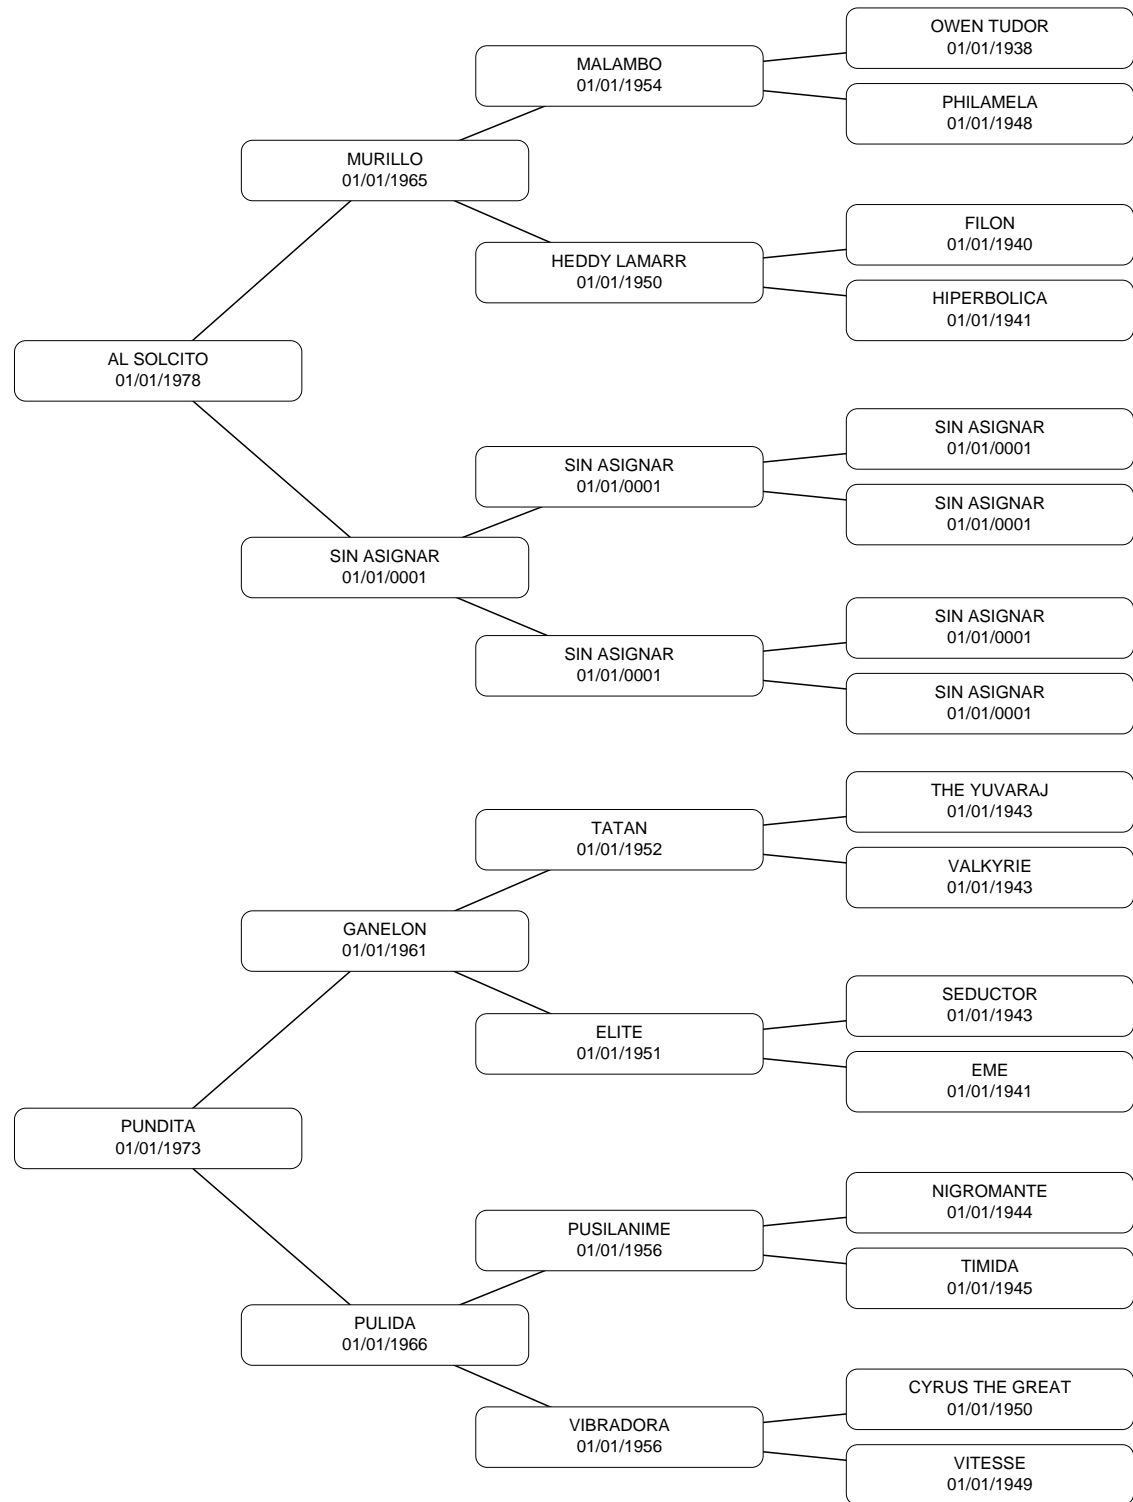 OWEN TUDOR
01/01/1938
MALAMBO
01/01/1954
PHILAMELA
01/01/1948
MURILLO
01/01/1965
FILON
01/01/1940
HEDDY LAMARR
01/01/1950
HIPERBOLICA
01/01/1941
AL SOLCITO
01/01/1978
SIN ASIGNAR
01/01/0001
SIN ASIGNAR
01/01/0001
SIN ASIGNAR
01/01/0001
SIN ASIGNAR
01/01/0001
SIN ASIGNAR
01/01/0001
SIN ASIGNAR
01/01/0001
SIN ASIGNAR
01/01/0001
THE YUVARAJ
01/01/1943
TATAN
01/01/1952
VALKYRIE
01/01/1943
GANELON
01/01/1961
SEDUCTOR
01/01/1943
ELITE
01/01/1951
EME
01/01/1941
PUNDITA
01/01/1973
NIGROMANTE
01/01/1944
PUSILANIME
01/01/1956
TIMIDA
01/01/1945
PULIDA
01/01/1966
CYRUS THE GREAT
01/01/1950
VIBRADORA
01/01/1956
VITESSE
01/01/1949